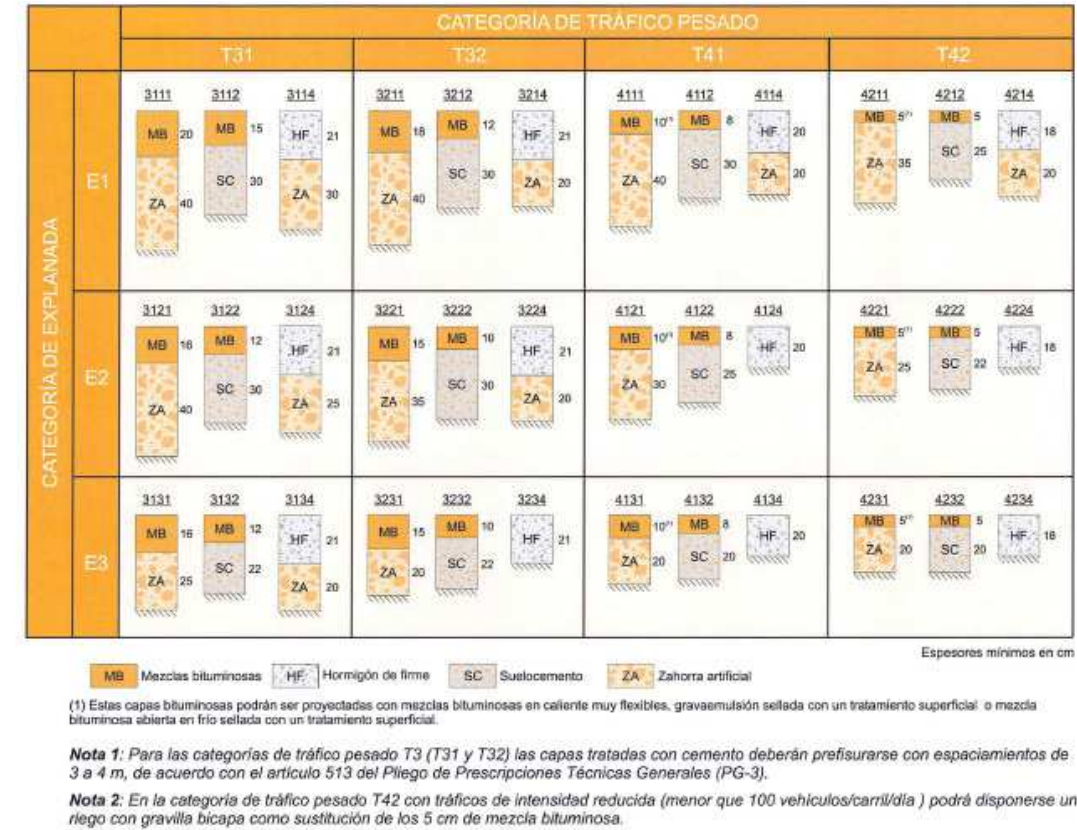 CATEGORÍA DE TRÁFICO PESADO
T31 T32 T41 T42
CATEGORÍA DE EXPLANADA
E1
3111 3112 3114 3211 3212 3214 4111 4112 4114 4211 4212 4214
MB 20 MB 15 HF 21 MB 18 MB 12 HF 21 MB 10(1) MB 8 HF 20 MB 5(1) MB 5 HF 18
ZA 40 SC 30 ZA 30 ZA 40 SC 30 ZA 20 ZA 40 SC 30 ZA 20 ZA 35 SC 25 ZA 20
E2
3121 3122 3124 3221 3222 3224 4121 4122 4124 4221 4222 4224
MB 16 MB 12 HF 21 MB 15 MB 10 HF 21 MB 10(1) MB 8 HF 20 MB 5(1) MB 5 HF 18
ZA 40 SC 30 ZA 25 ZA 35 SC 30 ZA 20 ZA 30 SC 25 ZA 25 SC 22
E3
3131 3132 3134 3231 3232 3234 4131 4132 4134 4231 4232 4234
MB 16 MB 12 HF 21 MB 15 MB 10 HF 21 MB 10(1) MB 8 HF 20 MB 5(1) MB 5 HF 18
ZA 25 SC 22 ZA 20 ZA 20 SC 22 ZA 20 SC 20 ZA 20 SC 20
Espesores mínimos en cm
MB Mezclas bituminosas HF Hormigón de firme SC Suelocemento ZA Zahorra artificial
(1) Estas capas bituminosas podrán ser proyectadas con mezclas bituminosas en caliente muy flexibles, gravaemulsión sellada con un tratamiento superficial o mezcla
bituminosa abierta en frío sellada con un tratamiento superficial.
Nota 1: Para las categorías de tráfico pesado T3 (T31 y T32) las capas tratadas con cemento deberán prefisurarse con espaciamientos de
3 a 4 m, de acuerdo con el artículo 513 del Pliego de Prescripciones Técnicas Generales (PG-3).
Nota 2: En la categoría de tráfico pesado T42 con tráficos de intensidad reducida (menor que 100 vehículos/carril/día ) podrá disponerse un
riego con gravilla bicapa como sustitución de los 5 cm de mezcla bituminosa.